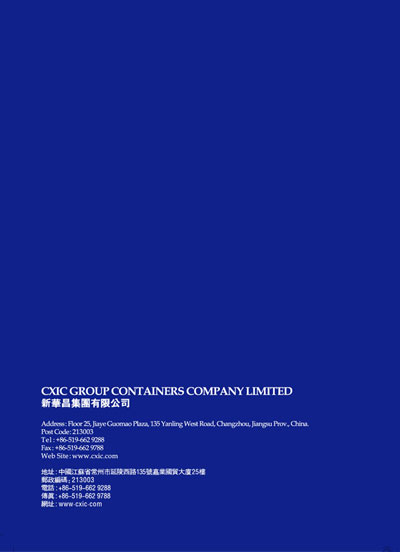 CXIC GROUP CONTAINERS COMPANY LIMITED
新華昌集團有限公司
Address : Floor 25, Jiaye Guomao Plaza, 135 Yanling West Road, Changzhou, Jiangsu Prov., China.
Post Code : 213003
Tel : +86-519-662 9288
Fax : +86-519-662 9788
Web Site : www.cxic.com
地址 : 中國江蘇省常州市延陵西路135號嘉業國貿大廈25樓
郵政編碼 : 213003
電話 : +86-519-662 9288
傳真 : +86-519-662 9788
網址 : www-cxic-com